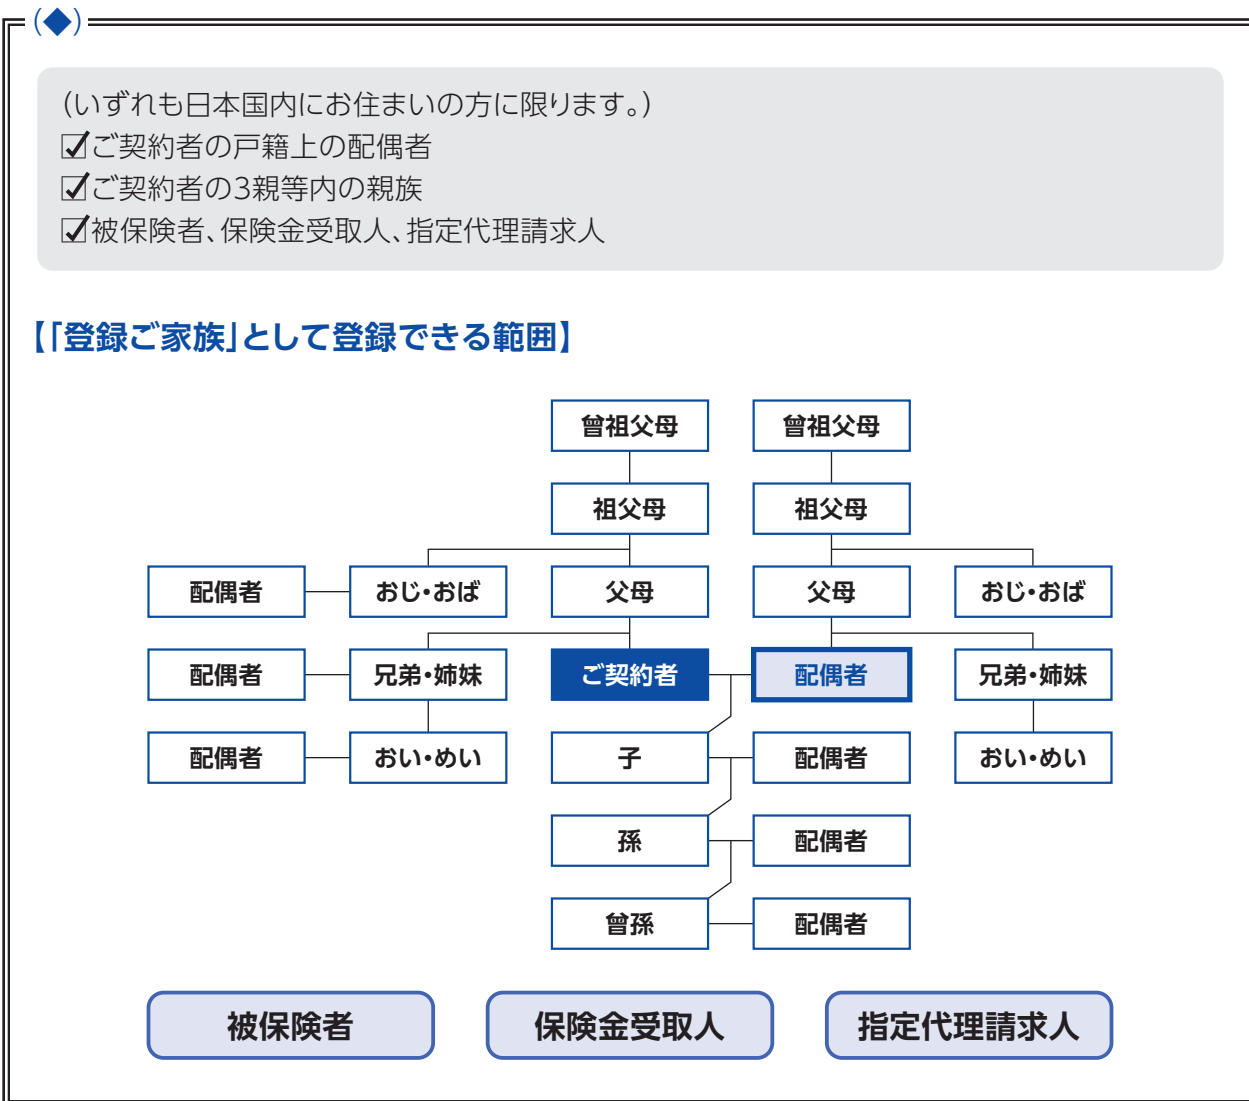 (◆)
(いずれも日本国内にお住まいの方に限ります。)
☑ご契約者の戸籍上の配偶者
☑ご契約者の3親等内の親族
☑被保険者、保険金受取人、指定代理請求人
【「登録ご家族」として登録できる範囲】
曾祖父母 曾祖父母
祖父母 祖父母
配偶者 おじ・おば 父母 父母 おじ・おば
配偶者 兄弟・姉妹 ご契約者 配偶者 兄弟・姉妹
配偶者 おい・めい 子 配偶者 おい・めい
孫 配偶者
曾孫 配偶者
被保険者 保険金受取人 指定代理請求人